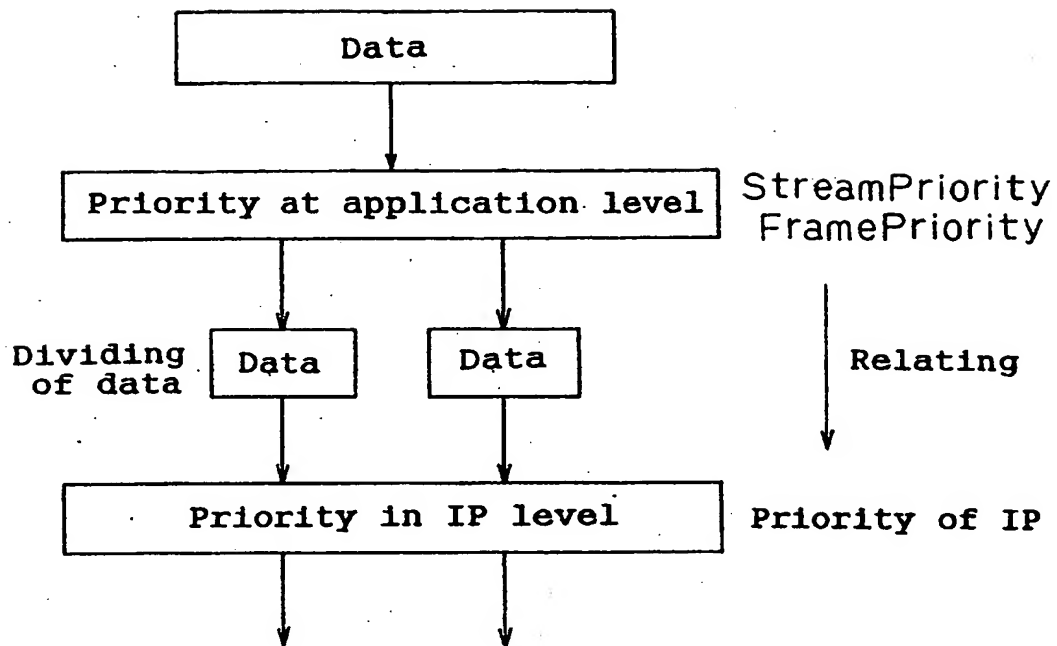 Data
Priority at application level
StreamPriority
FramePriority
Dividing
of data
Data
Data
Relating
Priority in IP level
Priority of IP